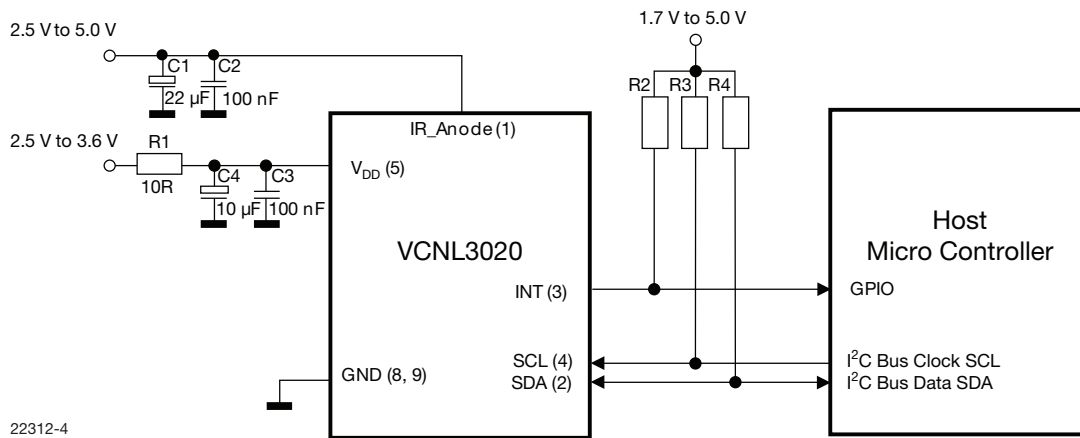 1.7 V to 5.0 V
2.5 V to 5.0 V
C1 C2
22 µF 100 nF
R2 R3 R4
IR_Anode (1)
2.5 V to 3.6 V
R1
10R
C4 C3
10 µF 100 nF
VDD (5)
VCNL3020
Host
Micro Controller
INT (3)
GPIO
SCL (4)
I²C Bus Clock SCL
GND (8, 9)
SDA (2)
I²C Bus Data SDA
22312-4